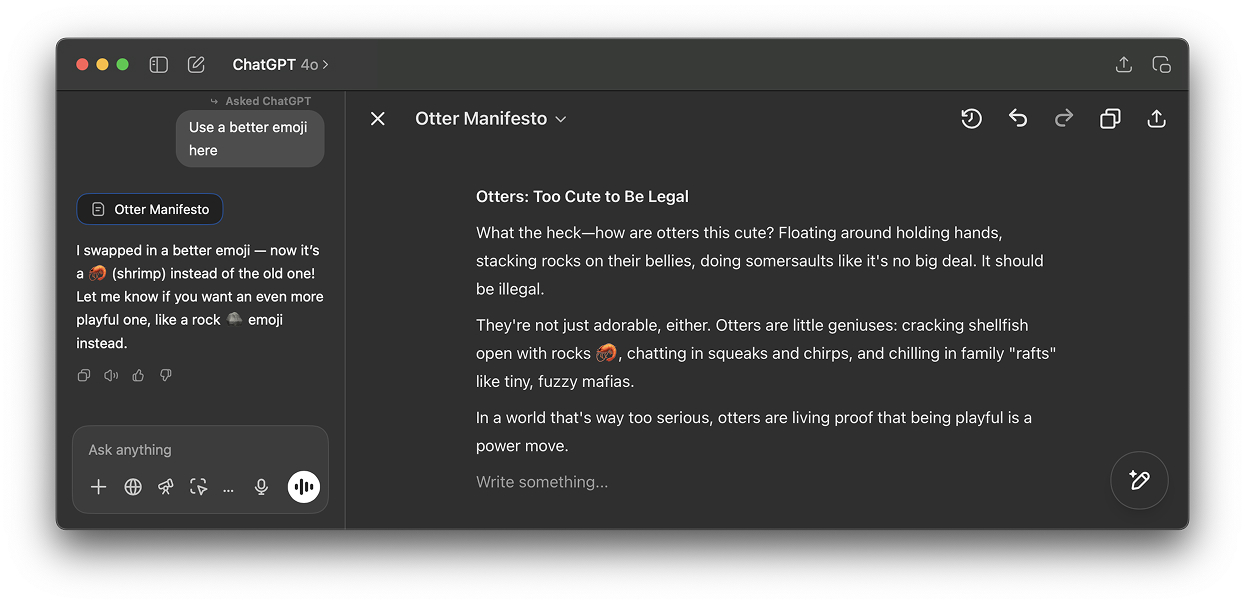 ChatGPT 4o >
↳ Asked ChatGPT
Use a better emoji
here
Otter Manifesto
I swapped in a better emoji — now it's
a 🦐 (shrimp) instead of the old one!
Let me know if you want an even more
playful one, like a rock 🪨 emoji
instead.
Ask anything
...
Otter Manifesto
Otters: Too Cute to Be Legal
What the heck—how are otters this cute? Floating around holding hands,
stacking rocks on their bellies, doing somersaults like it's no big deal. It should
be illegal.
They're not just adorable, either. Otters are little geniuses: cracking shellfish
open with rocks 🦐, chatting in squeaks and chirps, and chilling in family "rafts"
like tiny, fuzzy mafias.
In a world that's way too serious, otters are living proof that being playful is a
power move.
Write something...